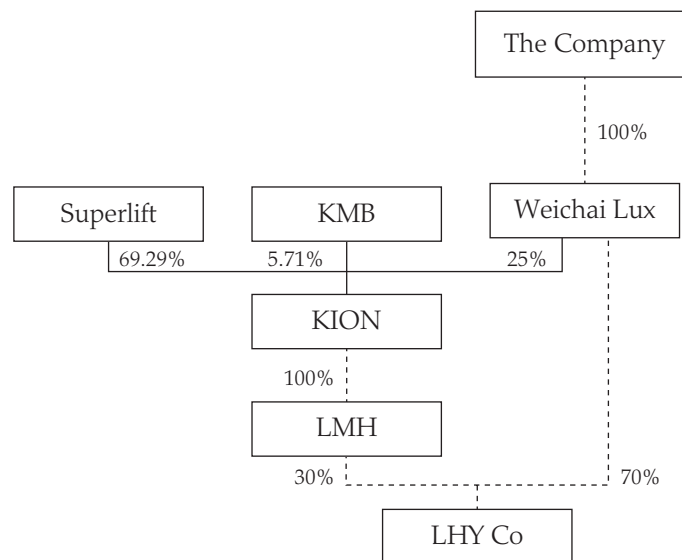 The Company
100%
Superlift
KMB
Weichai Lux
69.29%
5.71%
25%
KION
100%
LMH
30%
70%
LHY Co